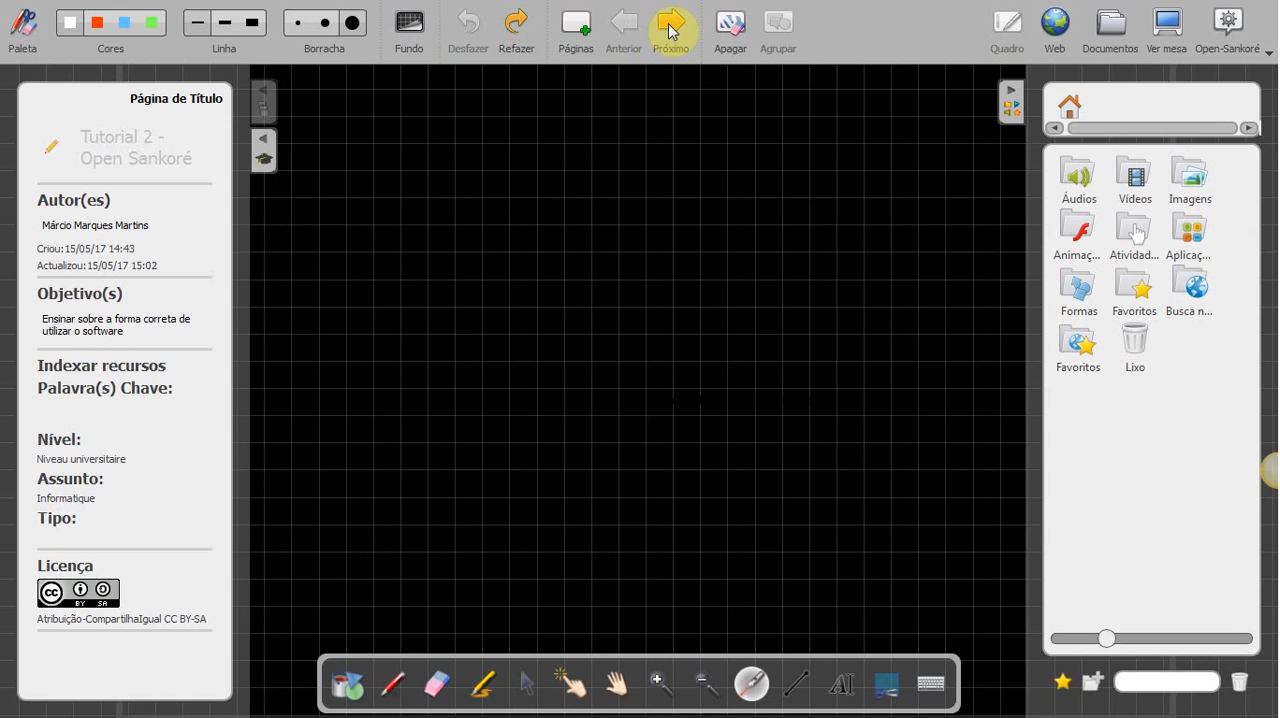 Paleta
Cores
Linha
Borracha
Fundo
Desfazer
Refazer
Páginas
Anterior
Próximo
Apagar
Agrupar
Quadro
Web
Documentos
Ver mesa
Open-Sankoré
Página de Título
Tutorial 2 -
Open Sankoré
Autor(es)
Márcio Marques Martins
Criou:15/05/17 14:43
Actualizou:15/05/17 15:02
Objetivo(s)
Ensinar sobre a forma correta de
utilizar o software
Indexar recursos
Palavra(s) Chave:
Nível:
Niveau universitaire
Assunto:
Informatique
Tipo:
Licença
CC BY SA
Atribuição-CompartilhaIgual CC BY-SA
Áudios
Vídeos
Imagens
Animaç...
Atividad...
Aplicaç...
Formas
Favoritos
Busca n...
Favoritos
Lixo
AI